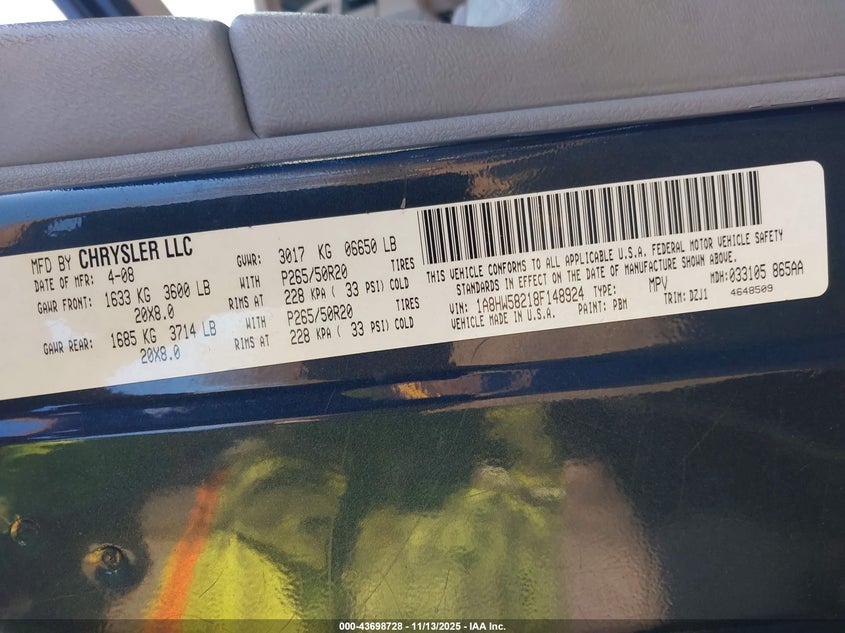 MFD BY CHRYSLER LLC
DATE OF MFR: 4-08
GVWR: 3017 KG 06650 LB
GAWR FRONT: 1633 KG 3600 LB WITH P265/50R20 TIRES
20X8.0 RIMS AT 228 KPA ( 33 PSI) COLD
GAWR REAR: 1685 KG 3714 LB WITH P265/50R20 TIRES
20X8.0 RIMS AT 228 KPA ( 33 PSI) COLD
THIS VEHICLE CONFORMS TO ALL APPLICABLE U.S.A. FEDERAL MOTOR VEHICLE SAFETY
STANDARDS IN EFFECT ON THE DATE OF MANUFACTURE SHOWN ABOVE.
MDH: 033105 865AA
VIN: 1A8HW58218F148924 TYPE: MPV
VEHICLE MADE IN U.S.A. PAINT: PBM TRIM: DZJ1 4648509
000-43698728 - 11/13/2025 - IAA Inc.